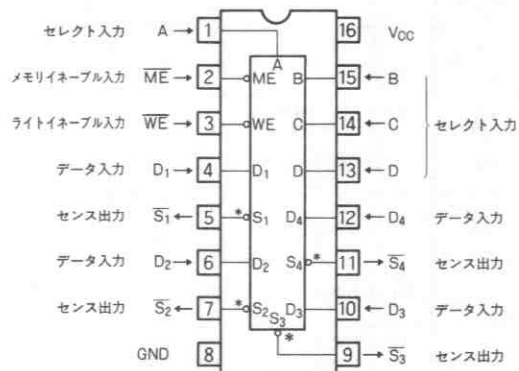 セレクト入力 A 1 16 VCC
A
メモリイネーブル入力 ME 2 ME B 15 B
ライトイネーブル入力 WE 3 WE C 14 C セレクト入力
データ入力 D1 4 D1 D 13 D
センス出力 S1 5 * S1 D4 12 D4 データ入力
データ入力 D2 6 D2 S4 * 11 S4 センス出力
センス出力 S2 7 * S2 D3 10 D3 データ入力
S3 *
GND 8 9 S3 センス出力